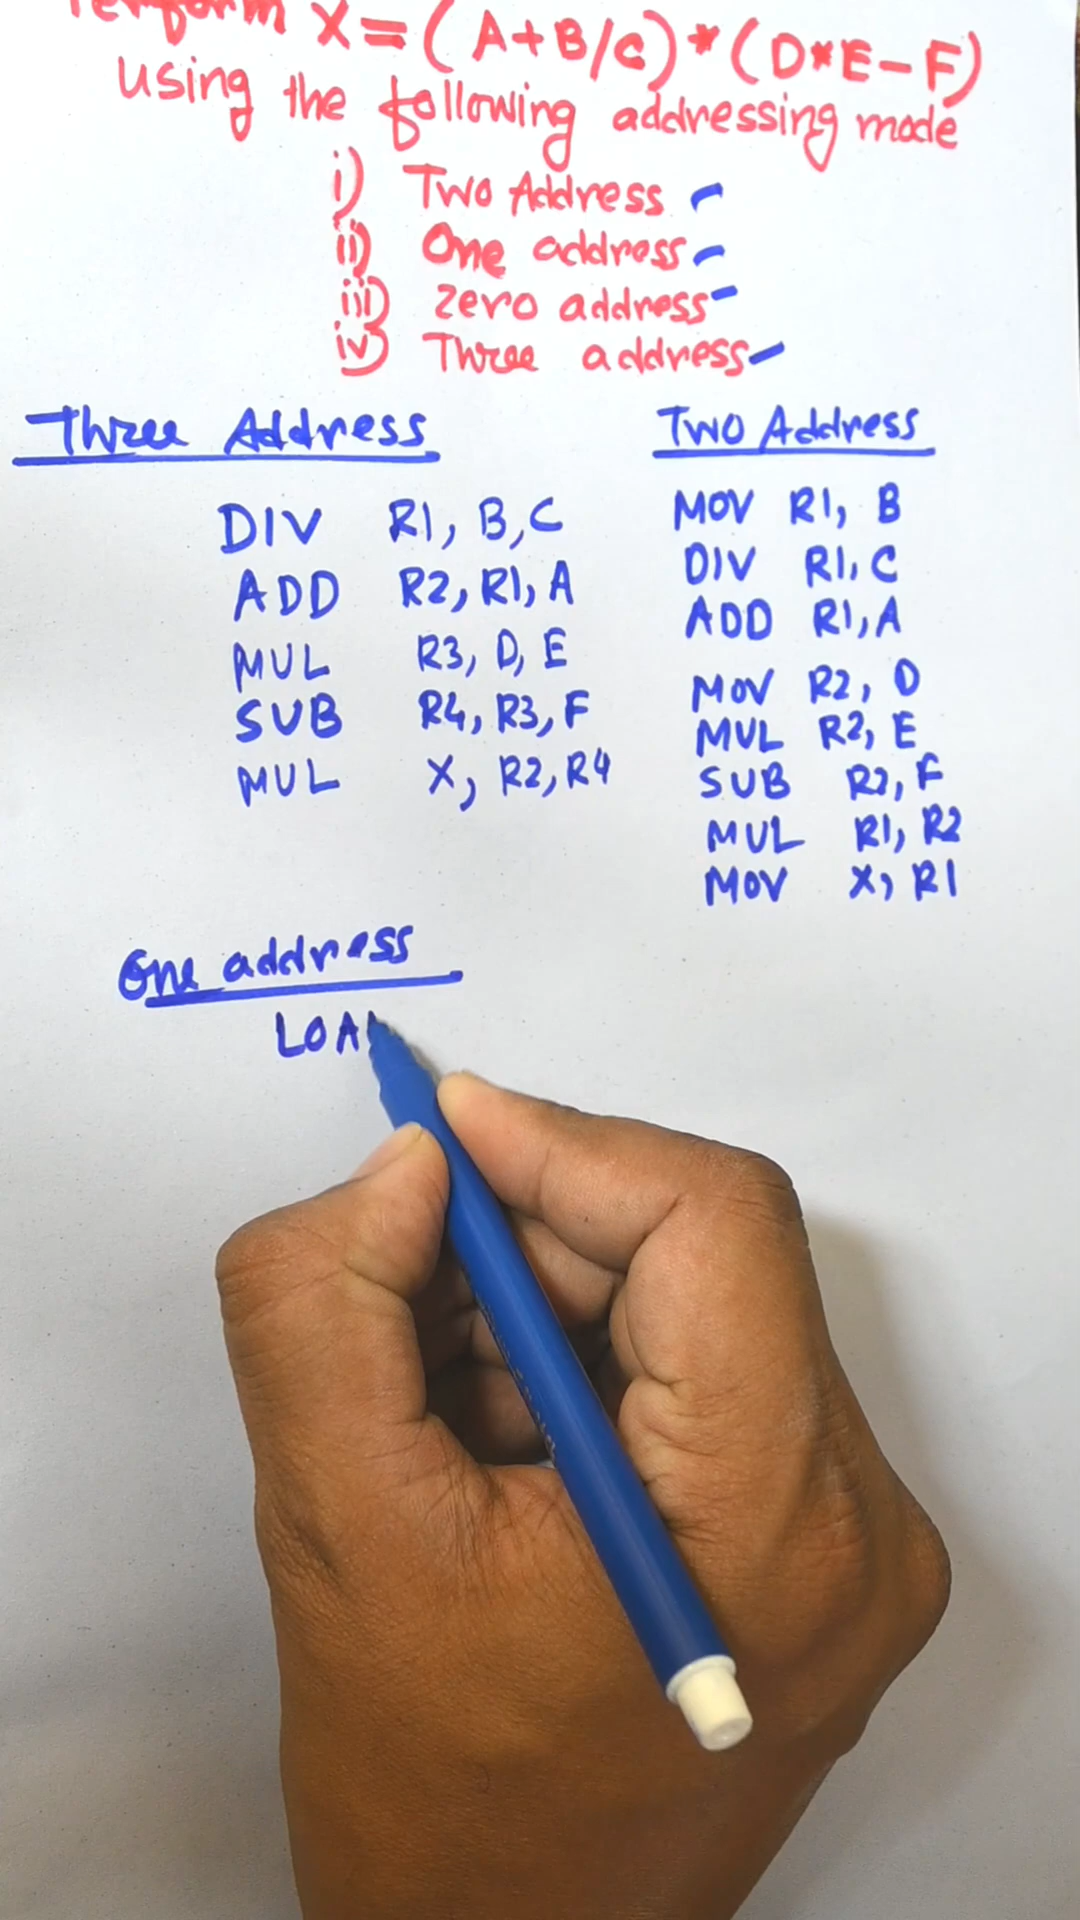 Perform X=(A+B/C)*(D*E-F)
using the following addressing mode
i) Two Address
ii) One address
iii) zero address
iv) Three address
Three Address
DIV R1, B,C
ADD R2, R1, A
MUL R3, D, E
SUB R4, R3, F
MUL X, R2, R4
Two Address
MOV R1, B
DIV R1, C
ADD R1, A
MOV R2, D
MUL R2, E
SUB R2, F
MUL R1, R2
MOV X, R1
One address
LOA